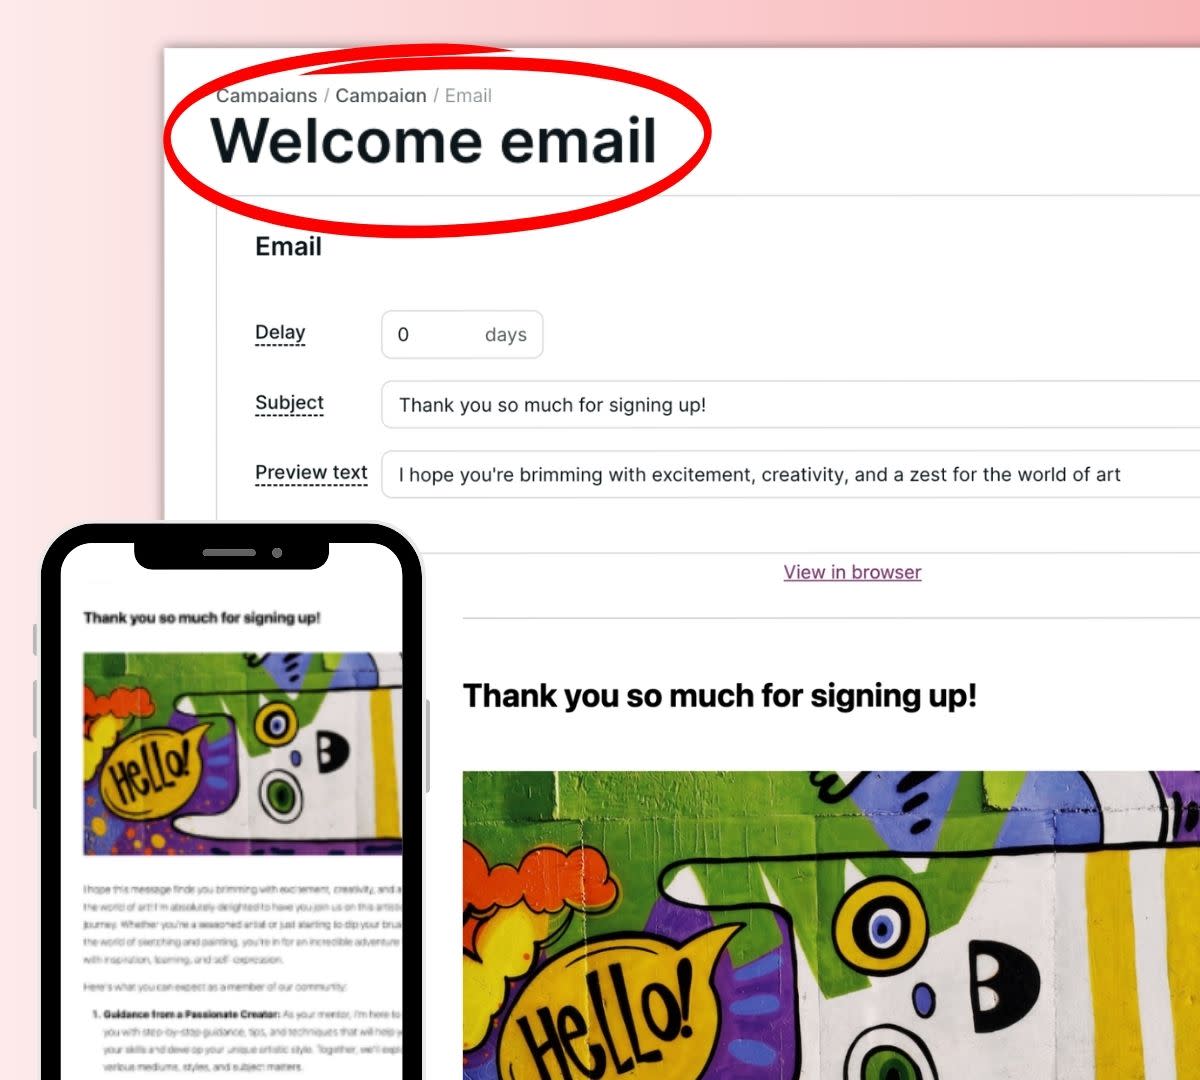 Campaigns / Campaign / Email
Welcome email
Email
Delay
0 days
Subject
Thank you so much for signing up!
Preview text
I hope you're brimming with excitement, creativity, and a zest for the world of art
View in browser
Thank you so much for signing up!
HeLLo!
B
Thank you so much for signing up!
HeLLo!
B
I hope this message finds you brimming with excitement, creativity, and a
the world of art! I'm absolutely delighted to have you join us on this artistic
journey. Whether you're a seasoned artist or just starting to dip your brus
the world of sketching and painting, you're in for an incredible adventure
with inspiration, learning, and self-expression.
Here's what you can expect as a member of our community:
1. Guidance from a Passionate Creator: As your mentor, I'm here to
you with step-by-step guidance, tips, and techniques that will help y
your skills and develop your unique artistic style. Together, we'll expl
various mediums, styles, and subject matters.